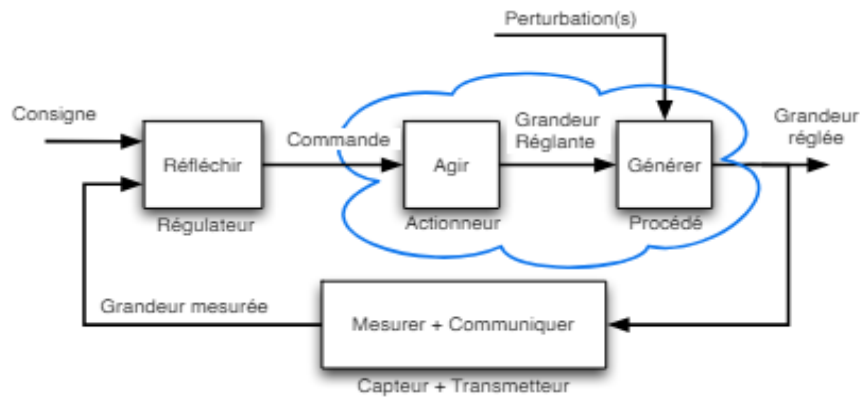 Perturbation(s)
Consigne
Commande
Grandeur
Réglante
Grandeur
réglée
Réfléchir
Agir
Générer
Régulateur
Actionneur
Procédé
Grandeur mesurée
Mesurer + Communiquer
Capteur + Transmetteur